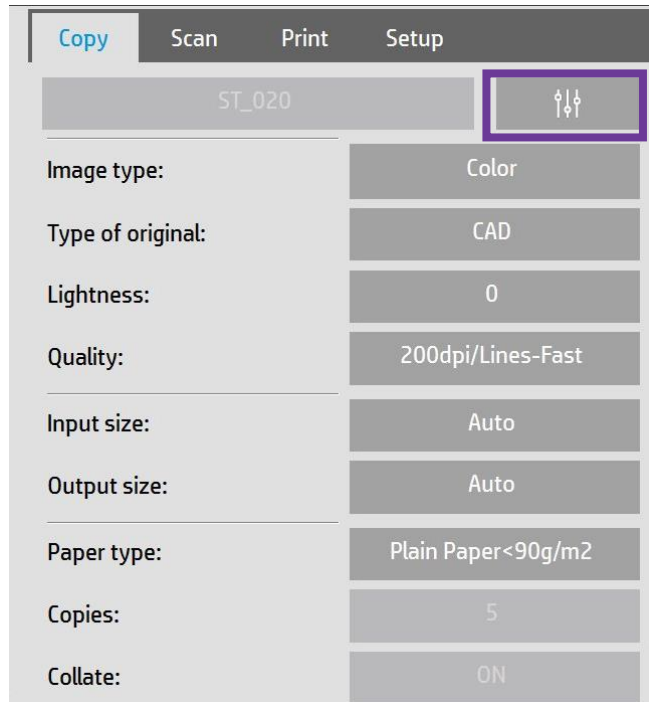 Copy Scan Print Setup
ST_020
Image type: Color
Type of original: CAD
Lightness: 0
Quality: 200dpi/Lines-Fast
Input size: Auto
Output size: Auto
Paper type: Plain Paper<90g/m2
Copies: 5
Collate: ON